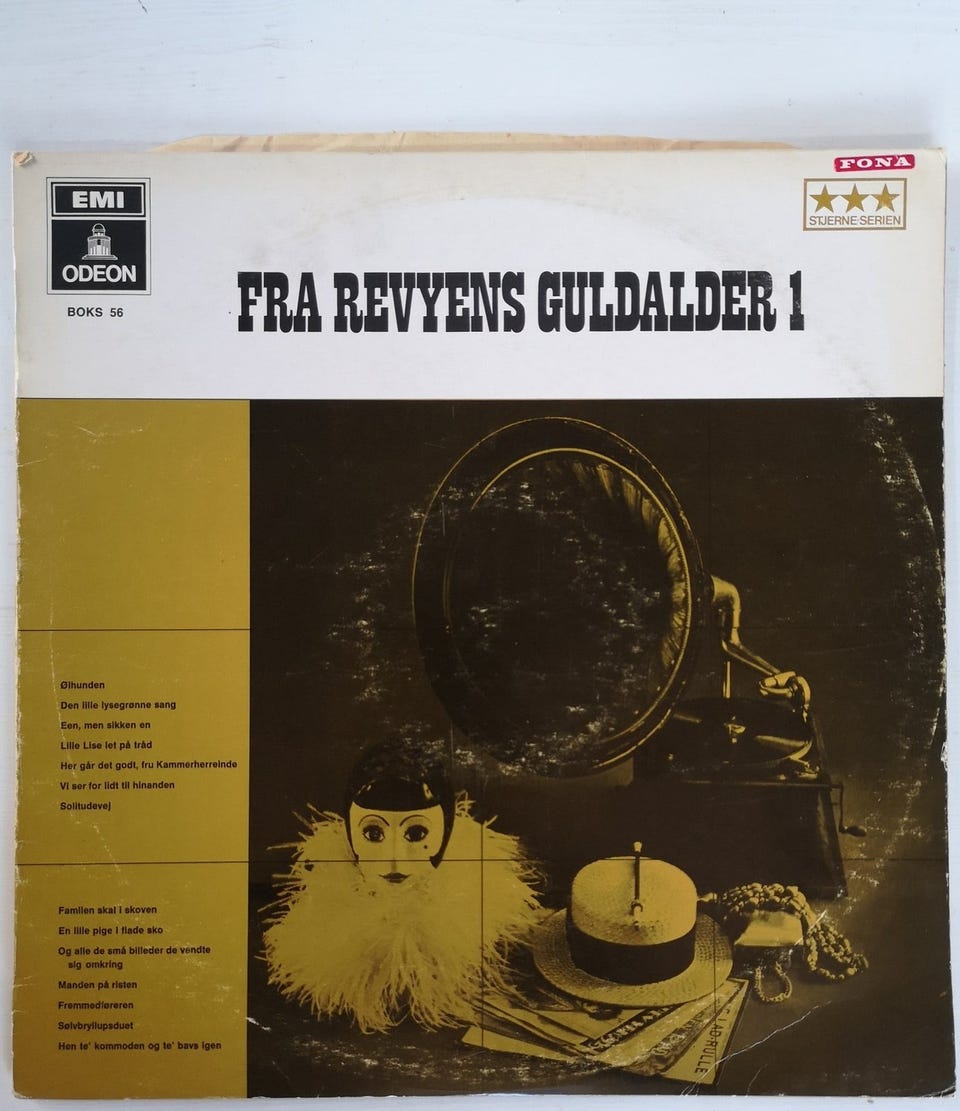 FONA
EMI
ODEON
STJERNE-SERIEN
BOKS 56
FRA REVYENS GULDALDER 1
Ølhunden
Den lille lysegrønne sang
Een, men sikken en
Lille Lise let på tråd
Her går det godt, fru Kammerherreinde
Vi ser for lidt til hinanden
Solitudevej
Familien skal i skoven
En lille pige i flade sko
Og alle de små billeder de vendte
sig omkring
Manden på risten
Fremmedføreren
Sølvbryllupsduet
Hen te' kommoden og te' bavs igen
LAD-RULLE